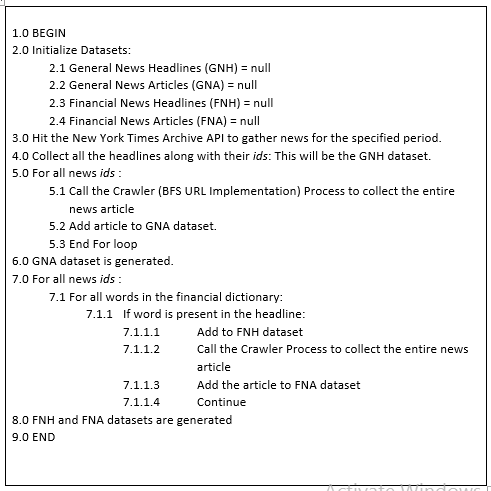 1.0 BEGIN
2.0 Initialize Datasets:
2.1 General News Headlines (GNH) = null
2.2 General News Articles (GNA) = null
2.3 Financial News Headlines (FNH) = null
2.4 Financial News Articles (FNA) = null
3.0 Hit the New York Times Archive API to gather news for the specified period.
4.0 Collect all the headlines along with their ids: This will be the GNH dataset.
5.0 For all news ids :
5.1 Call the Crawler (BFS URL Implementation) Process to collect the entire
news article
5.2 Add article to GNA dataset.
5.3 End For loop
6.0 GNA dataset is generated.
7.0 For all news ids :
7.1 For all words in the financial dictionary:
7.1.1 If word is present in the headline:
7.1.1.1 Add to FNH dataset
7.1.1.2 Call the Crawler Process to collect the entire news
article
7.1.1.3 Add the article to FNA dataset
7.1.1.4 Continue
8.0 FNH and FNA datasets are generated
9.0 END
Activate Windows